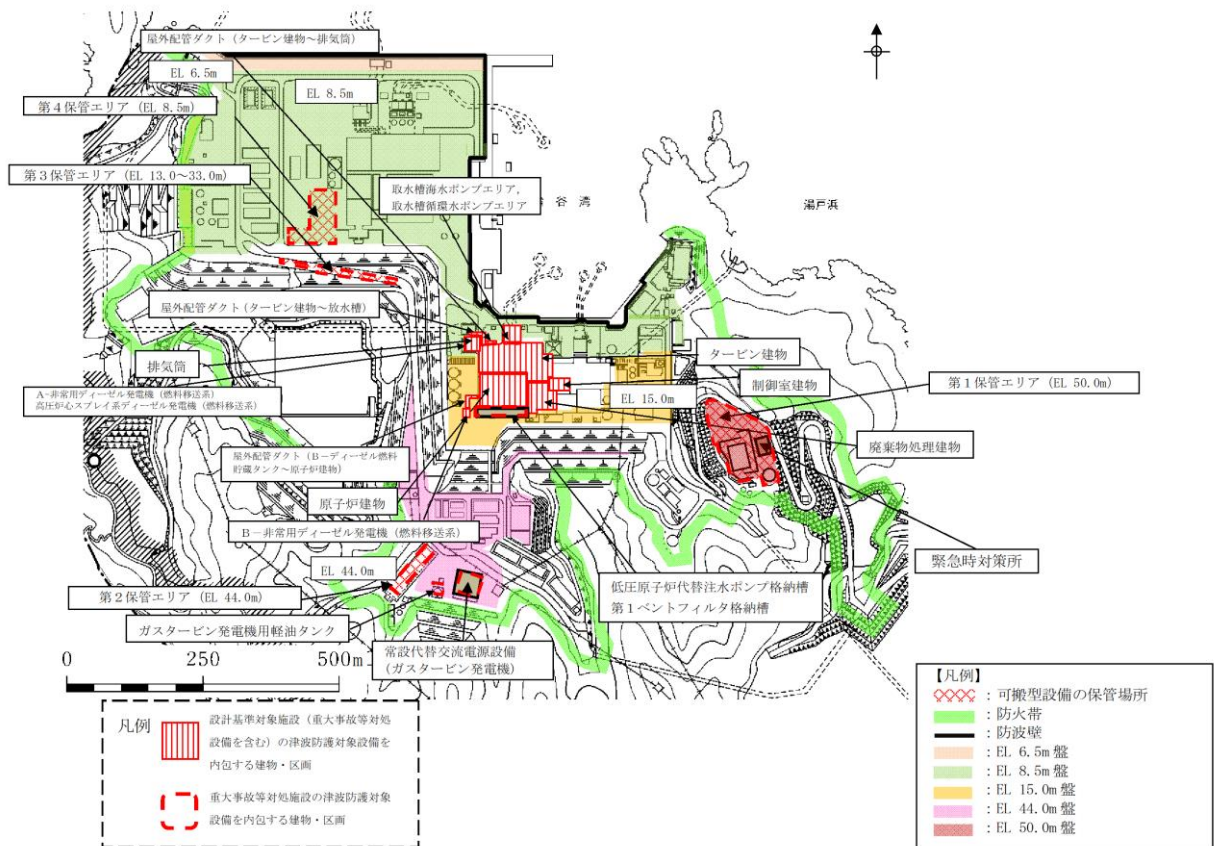 屋外配管ダクト（タービン建物～排気筒）
EL 6.5m
EL 8.5m
第4保管エリア（EL 8.5m）
第3保管エリア（EL 13.0～33.0m）
取水槽海水ポンプエリア，
取水槽循環水ポンプエリア
谷 湾
湯戸浜
屋外配管ダクト（タービン建物～放水槽）
排気筒
タービン建物
制御室建物
第1保管エリア（EL 50.0m）
A-非常用ディーゼル発電機（燃料移送系）
高圧炉心スプレイ系ディーゼル発電機（燃料移送系）
EL 15.0m
廃棄物処理建物
屋外配管ダクト（B－ディーゼル燃料
貯蔵タンク～原子炉建物）
原子炉建物
B－非常用ディーゼル発電機（燃料移送系）
緊急時対策所
EL 44.0m
低圧原子炉代替注水ポンプ格納槽
第1ベントフィルタ格納槽
第2保管エリア（EL 44.0m）
ガスタービン発電機用軽油タンク
常設代替交流電源設備
（ガスタービン発電機）
0 250 500m
凡例
設計基準対象施設（重大事故等対処
設備を含む）の津波防護対象設備を
内包する建物・区画
重大事故等対処施設の津波防護対象
設備を内包する建物・区画
【凡例】
：可搬型設備の保管場所
：防火帯
：防波壁
：EL 6.5m 盤
：EL 8.5m 盤
：EL 15.0m 盤
：EL 44.0m 盤
：EL 50.0m 盤